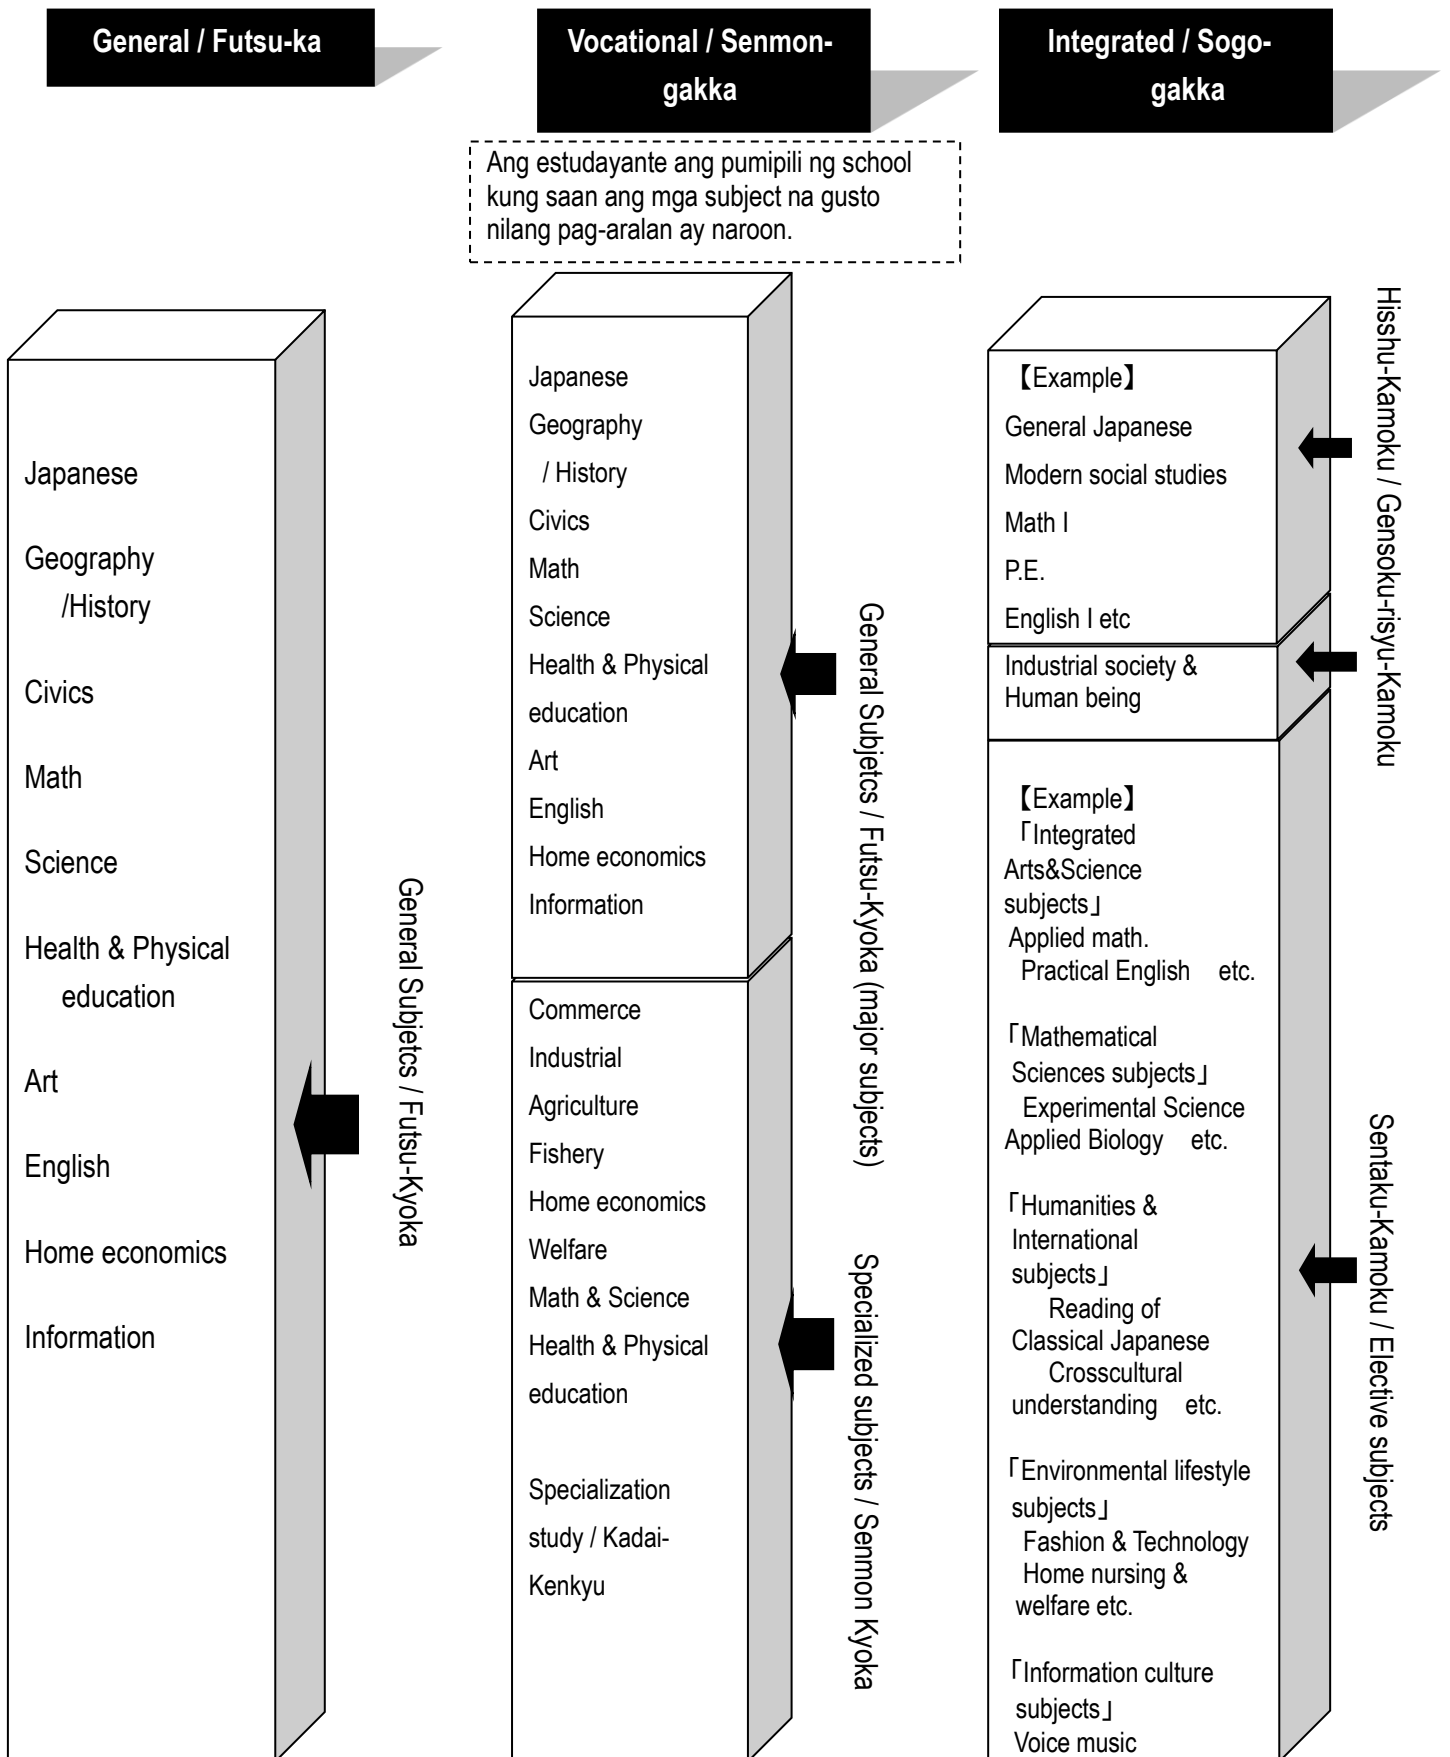 General / Futsu-ka
Vocational / Senmon-
gakka
Integrated / Sogo-
gakka
Ang estudayante ang pumipili ng school
kung saan ang mga subject na gusto
nilang pag-aralan ay naroon.
Japanese
Geography
/History
Civics
Math
Science
Health & Physical
education
Art
English
Home economics
Information
General Subjetcs / Futsu-Kyoka
Japanese
Geography
/ History
Civics
Math
Science
Health & Physical
education
Art
English
Home economics
Information
General Subjetcs / Futsu-Kyoka (major subjects)
Commerce
Industrial
Agriculture
Fishery
Home economics
Welfare
Math & Science
Health & Physical
education
Specialization
study / Kadai-
Kenkyu
Specialized subjects / Senmon Kyoka
【Example】
General Japanese
Modern social studies
Math I
P.E.
English I etc
Industrial society &
Human being
Hisshu-Kamoku / Gensoku-risyu-Kamoku
【Example】
「Integrated
Arts&Science
subjects」
Applied math.
Practical English etc.
「Mathematical
Sciences subjects」
Experimental Science
Applied Biology etc.
「Humanities &
International
subjects」
Reading of
Classical Japanese
Crosscultural
understanding etc.
「Environmental lifestyle
subjects」
Fashion & Technology
Home nursing &
welfare etc.
「Information culture
subjects」
Voice music
Sentaku-Kamoku / Elective subjects